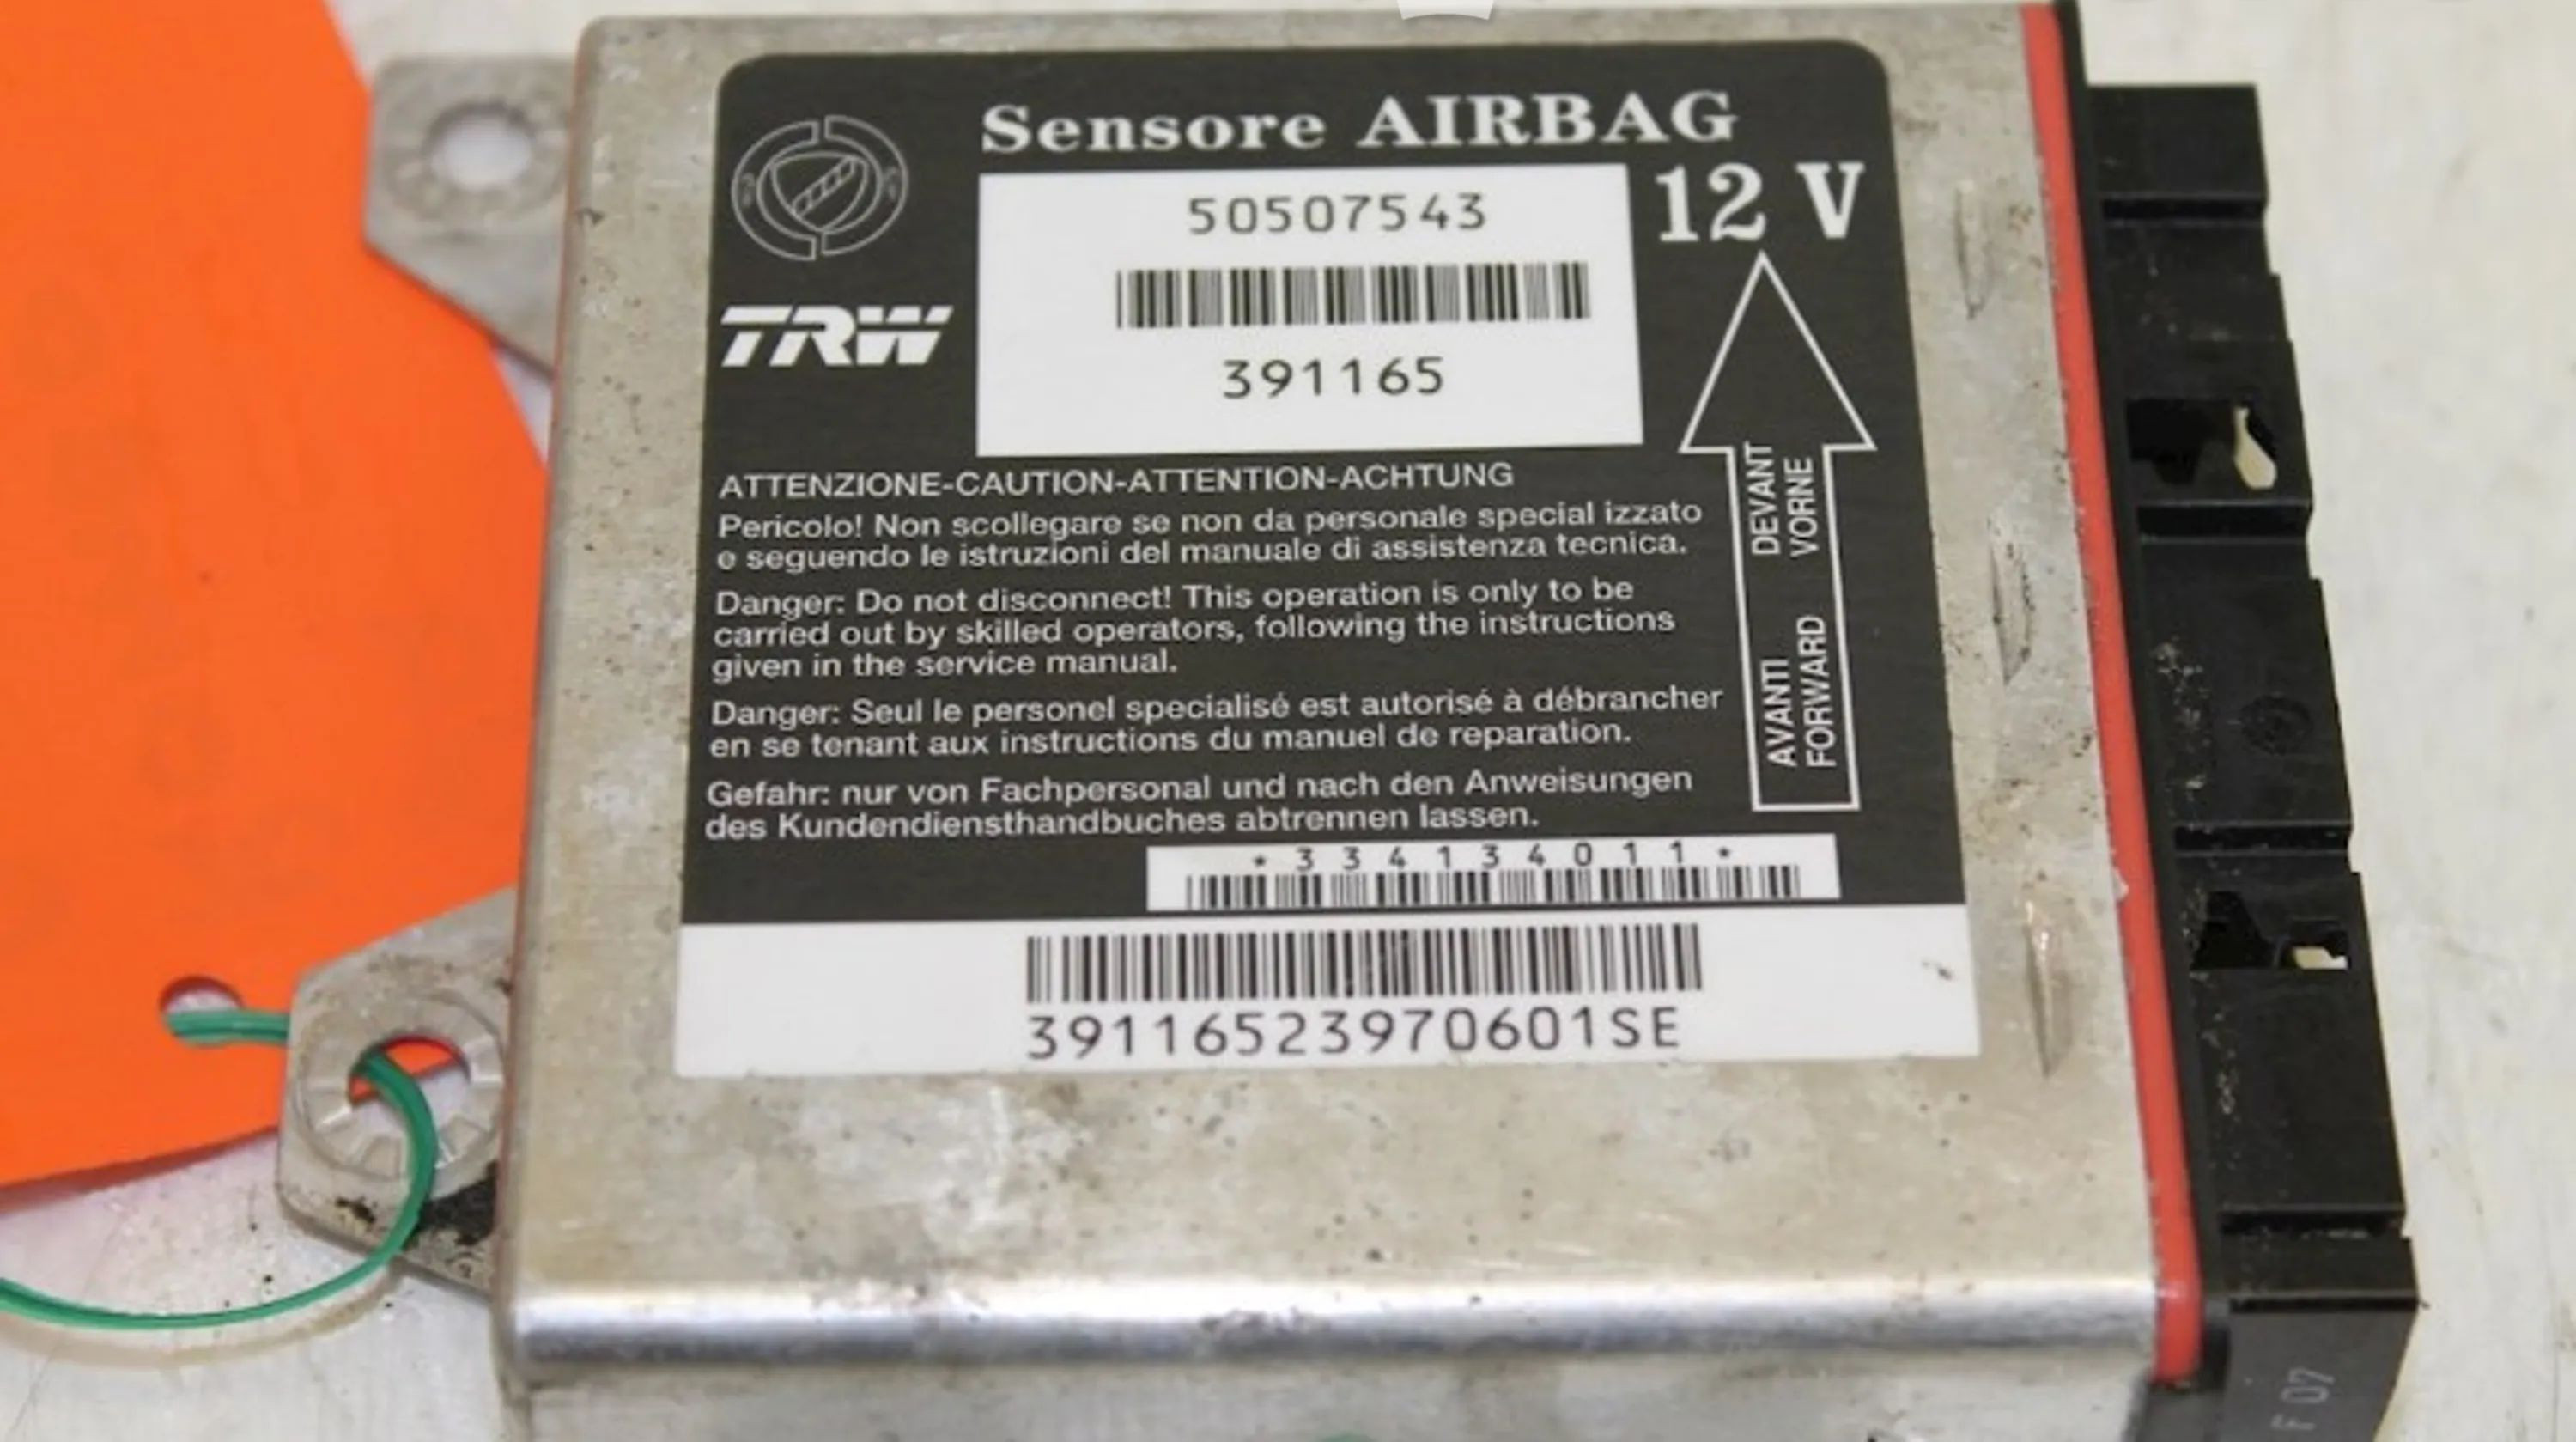 Sensore AIRBAG
12 V
50507543
391165
TRW
ATTENZIONE-CAUTION-ATTENTION-ACHTUNG
Pericolo! Non scollegare se non da personale special izzato
e seguendo le istruzioni del manuale di assistenza tecnica.
Danger: Do not disconnect! This operation is only to be
carried out by skilled operators, following the instructions
given in the service manual.
Danger: Seul le personel specialisé est autorisé à débrancher
en se tenant aux instructions du manuel de reparation.
Gefahr: nur von Fachpersonal und nach den Anweisungen
des Kundendiensthandbuches abtrennen lassen.
DEVANT
VORNE
AVANTI
FORWARD
*334134011*
39116523970601SE
F 07